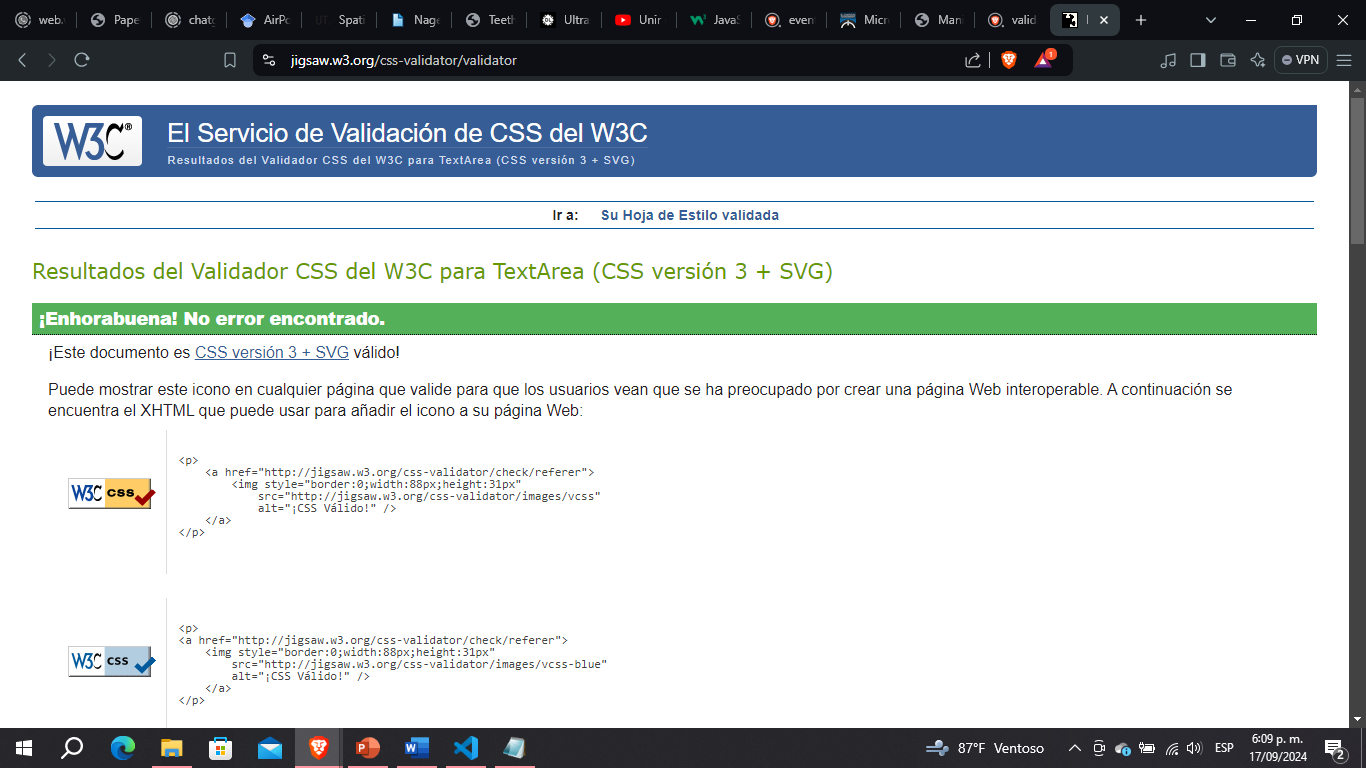 web.
Pape
chatg
AirPo
UT Spati
Nage
Teeth
Ultra
Unir
JavaS
even
Micro
Mani
valid
jigsaw.w3.org/css-validator/validator
1
VPN
W3C®
El Servicio de Validación de CSS del W3C
Resultados del Validador CSS del W3C para TextArea (CSS versión 3 + SVG)
Ir a: Su Hoja de Estilo validada
Resultados del Validador CSS del W3C para TextArea (CSS versión 3 + SVG)
¡Enhorabuena! No error encontrado.
¡Este documento es CSS versión 3 + SVG válido!
Puede mostrar este icono en cualquier página que valide para que los usuarios vean que se ha preocupado por crear una página Web interoperable. A continuación se
encuentra el XHTML que puede usar para añadir el icono a su página Web:
W3C CSS
<p>
<a href="http://jigsaw.w3.org/css-validator/check/referer">
<img style="border:0;width:88px;height:31px"
src="http://jigsaw.w3.org/css-validator/images/vcss"
alt="¡CSS Válido!" />
</a>
</p>
W3C CSS
<p>
<a href="http://jigsaw.w3.org/css-validator/check/referer">
<img style="border:0;width:88px;height:31px"
src="http://jigsaw.w3.org/css-validator/images/vcss-blue"
alt="¡CSS Válido!" />
</a>
</p>
87°F Ventoso
ESP
6:09 p. m.
17/09/2024
2